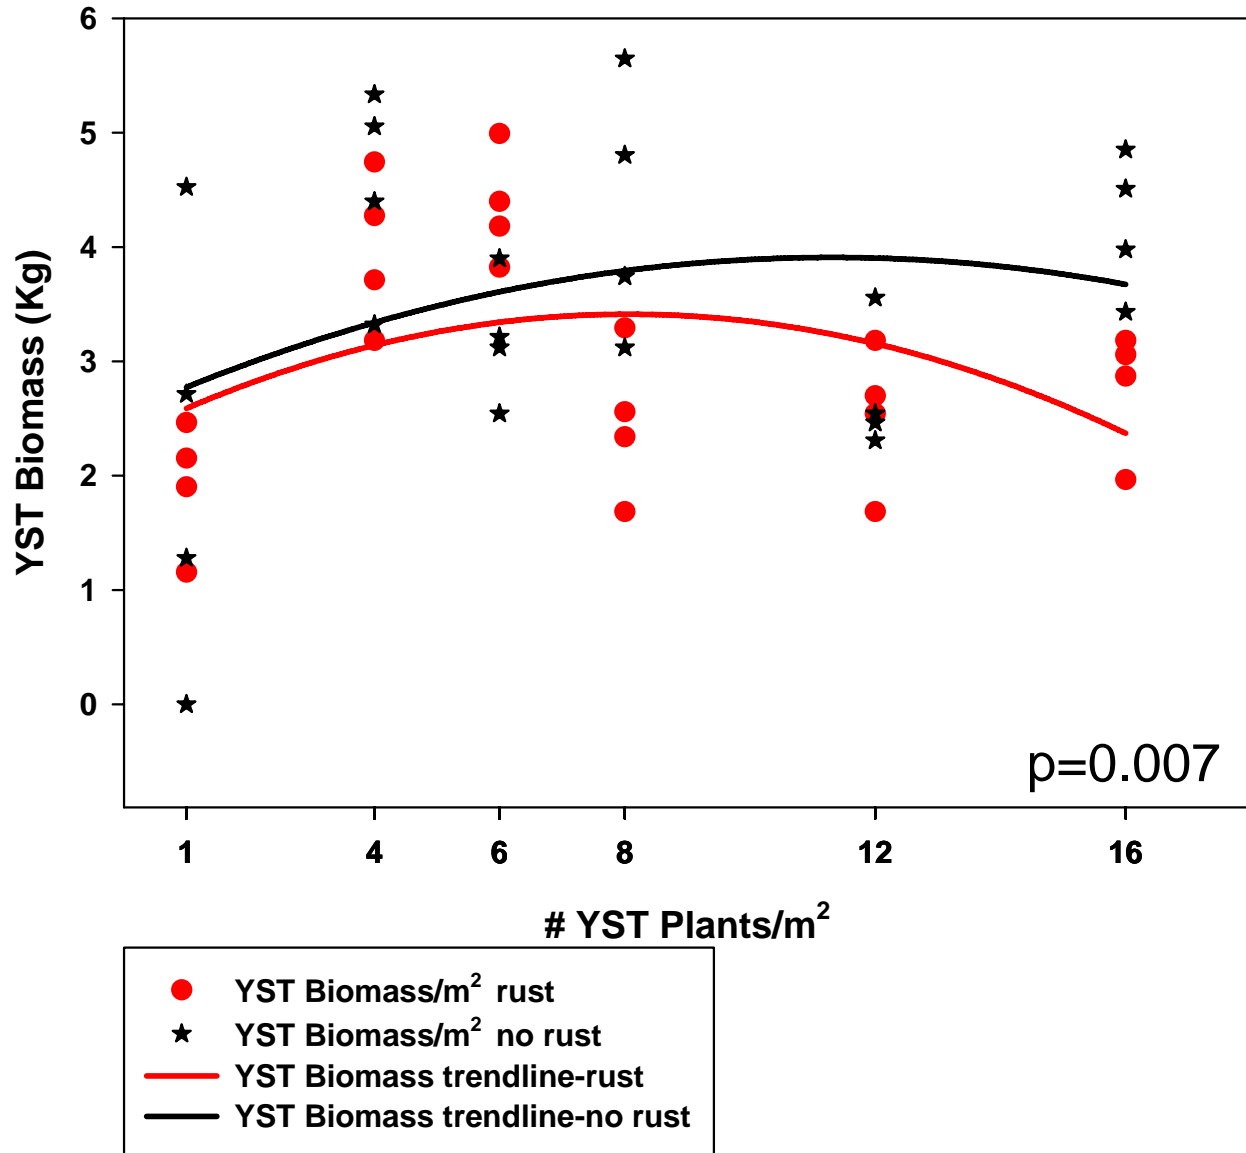 6
5
4
3
2
1
0
YST Biomass (Kg)
p=0.007
1 4 6 8 12 16
# YST Plants/m²
YST Biomass/m² rust
YST Biomass/m² no rust
YST Biomass trendline-rust
YST Biomass trendline-no rust